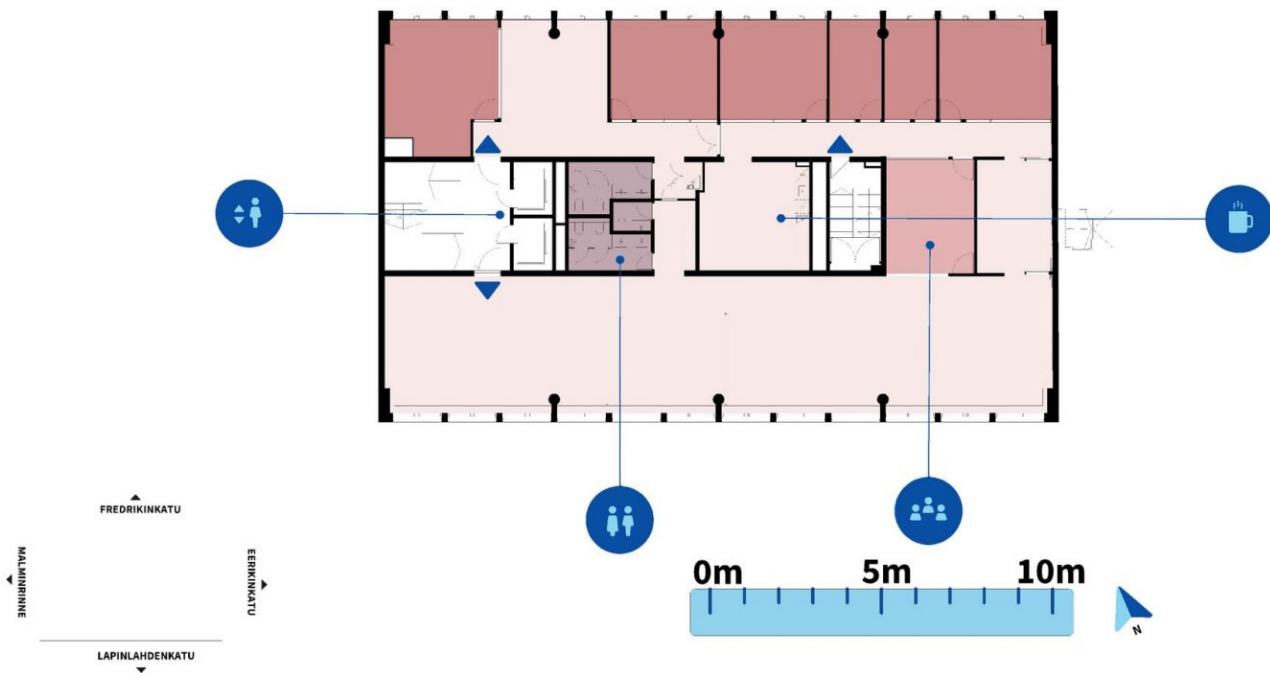 FREDRIKINKATU
MALMINRINNE
EERIKINKATU
LAPINLAHDENKATU
0m 5m 10m
N